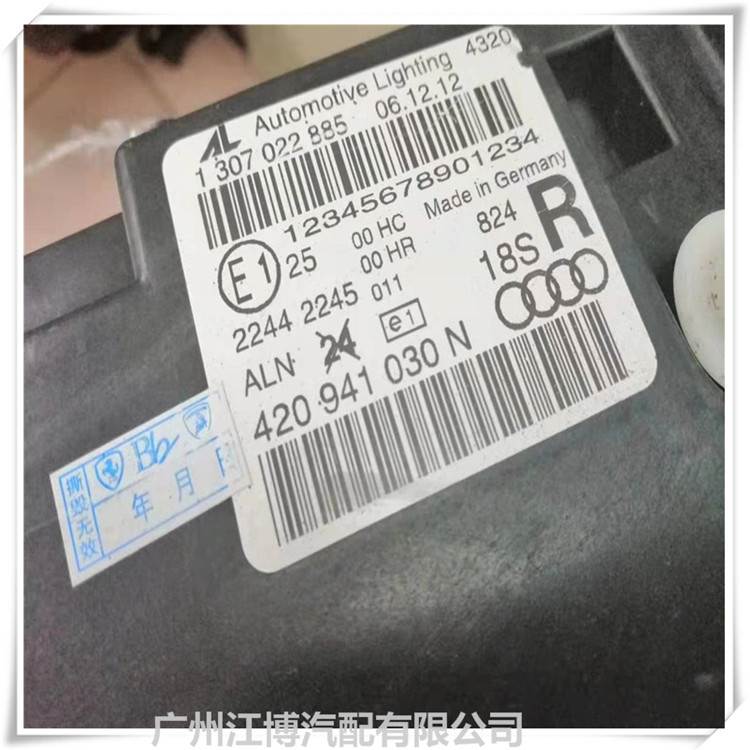 AL Automotive Lighting 4320
1 307 022 885 06.12.12
12345678901234
Made in Germany
E1 25 00 HC 824 R
00 HR 18S
2244 2245 011
ALN 24 e1
420 941 030 N
撕毁无效
Bb
年 月
广州江博汽配有限公司